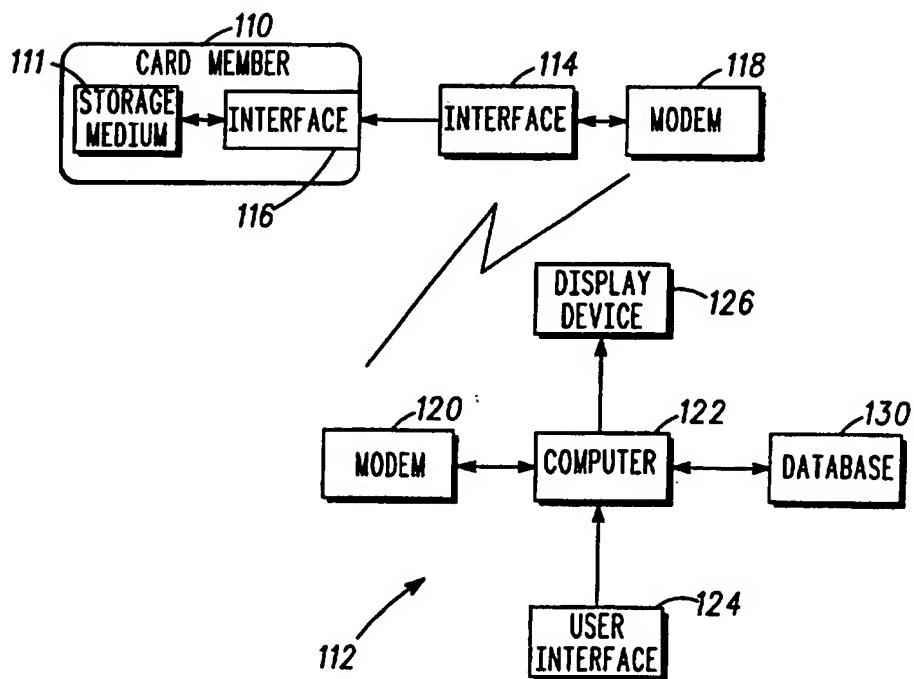 110
111
CARD MEMBER
STORAGE
MEDIUM
INTERFACE
116
114
INTERFACE
118
MODEM
DISPLAY
DEVICE
126
120
MODEM
122
COMPUTER
130
DATABASE
112
124
USER
INTERFACE